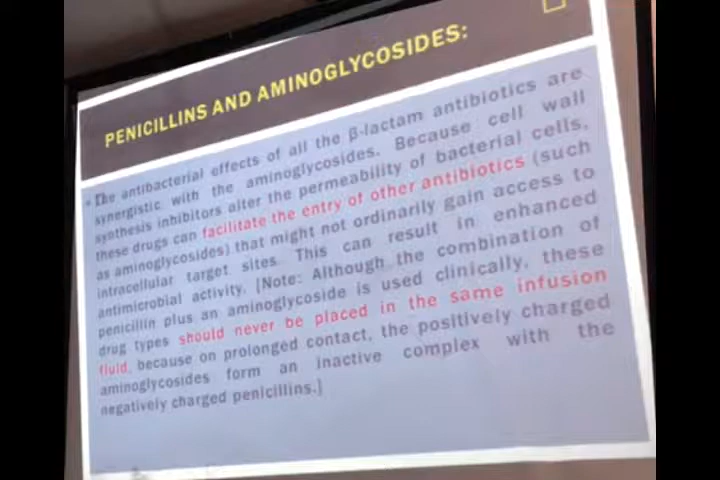 PENICILLINS AND AMINOGLYCOSIDES:
The antibacterial effects of all the β-lactam antibiotics are
synergistic with the aminoglycosides. Because cell wall
synthesis inhibitors alter the permeability of bacterial cells,
these drugs can facilitate the entry of other antibiotics (such
as aminoglycosides) that might not ordinarily gain access to
intracellular target sites. This can result in enhanced
antimicrobial activity. [Note: Although the combination of
penicillin plus an aminoglycoside is used clinically, these
drug types should never be placed in the same infusion
fluid, because on prolonged contact, the positively charged
aminoglycosides form an inactive complex with the
negatively charged penicillins.]